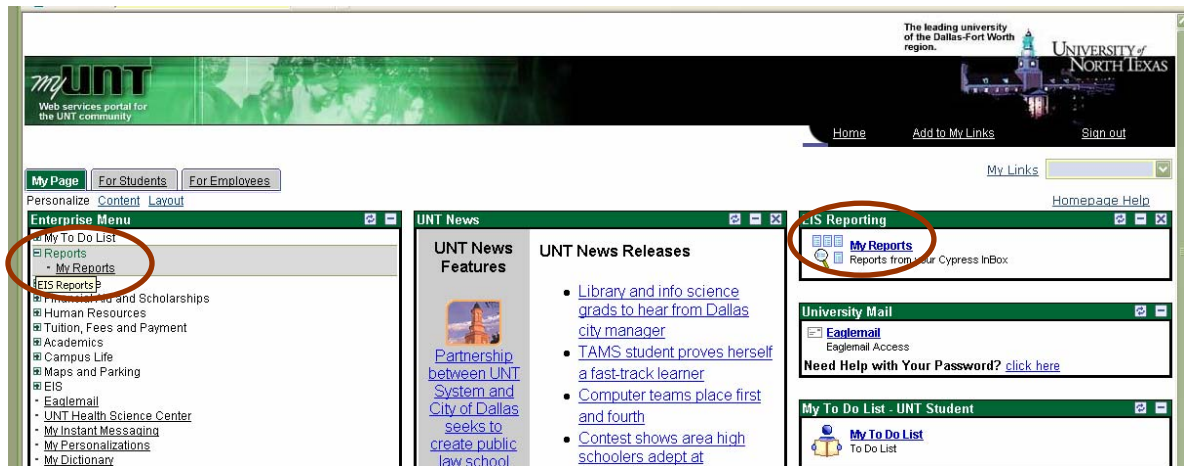 The leading university
of the Dallas-Fort Worth
region.
UNIVERSITY of
NORTH TEXAS
myUNT
Web services portal for
the UNT community
Home Add to My Links Sign out
My Links
My Page For Students For Employees
Personalize Content Layout
Homepage Help
Enterprise Menu
My To Do List
Reports
My Reports
EIS Reports
Financial Aid and Scholarships
Human Resources
Tuition, Fees and Payment
Academics
Campus Life
Maps and Parking
EIS
Eaglemail
UNT Health Science Center
My Instant Messaging
My Personalizations
My Dictionary
UNT News
UNT News
Features
Partnership
between UNT
System and
City of Dallas
seeks to
create public
law school
UNT News Releases
Library and info science
grads to hear from Dallas
city manager
TAMS student proves herself
a fast-track learner
Computer teams place first
and fourth
Contest shows area high
schoolers adept at
EIS Reporting
My Reports
Reports from your Cypress InBox
University Mail
Eaglemail
Eaglemail Access
Need Help with Your Password? click here
My To Do List - UNT Student
My To Do List
To Do List